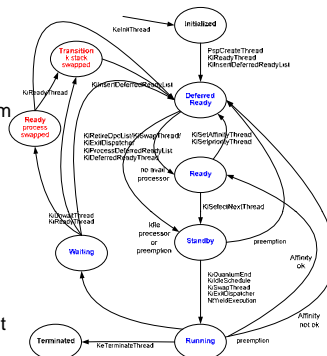 KeInitThread
Initialized
Transition
k stack
swapped
PspCreateThread
KiReadyThread
KiInsertDeferredReadyList
KiInsertDeferredReadyList
KiReadyThread
Deferred
Ready
m
Ready
process
swapped
KiRetireDpcList/KiSwapThread/
KiExitDispatcher
KiProcessDeferredReadyList
KiDeferredReadyThread
KiSetAffinityThread
KiSetpriorityThread
no avail
processor
Ready
KiSelectNextThread
KiUnwaitThread
KiReadyThread
Idle
processor
or
preemption
Standby
preemption
Waiting
Affinity
ok
KiQuantumEnd
KiIdleSchedule
KiSwapThread
KiExitDispatcher
NtYieldExecution
Affinity
not ok
t
Terminated
KeTerminateThread
Running
preemption